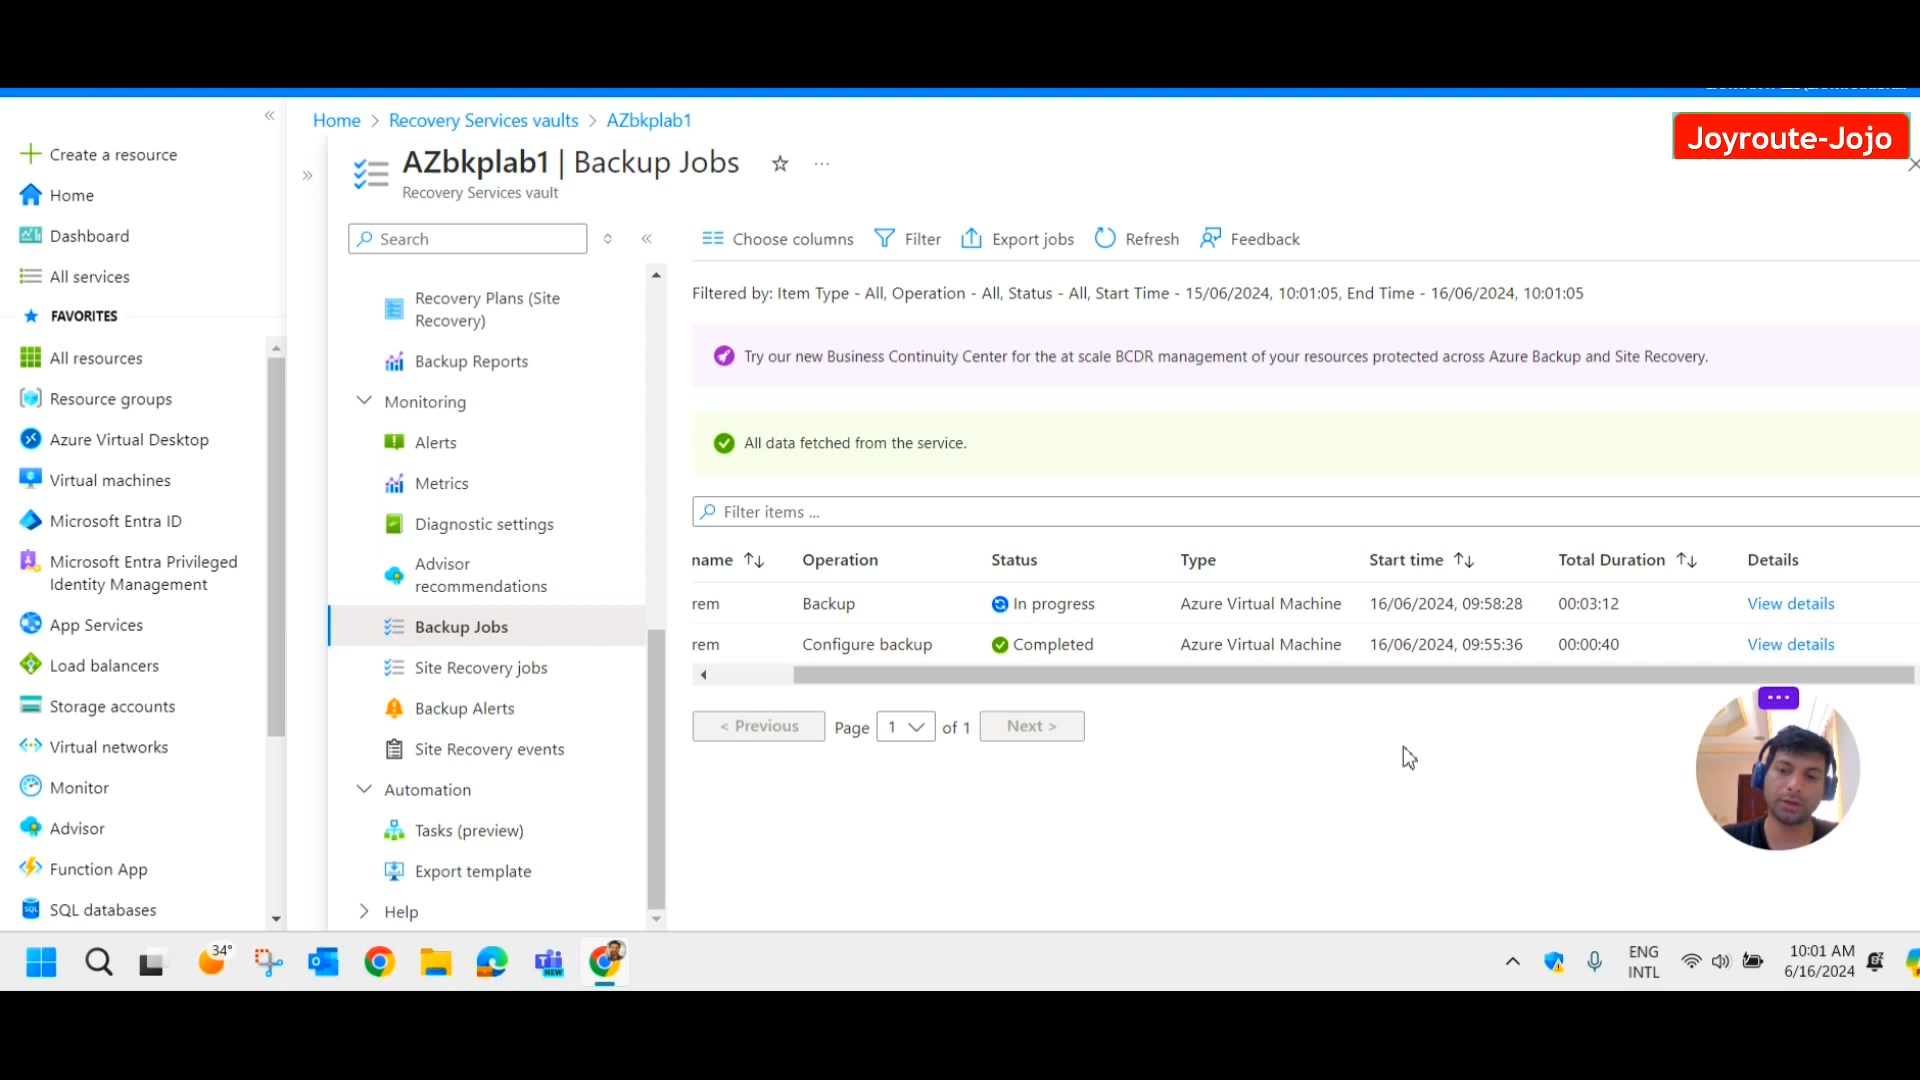 Home > Recovery Services vaults > AZbkplab1
Joyroute-Jojo
AZbkplab1 | Backup Jobs
Recovery Services vault
Create a resource
Home
Dashboard
All services
FAVORITES
All resources
Resource groups
Azure Virtual Desktop
Virtual machines
Microsoft Entra ID
Microsoft Entra Privileged
Identity Management
App Services
Load balancers
Storage accounts
Virtual networks
Monitor
Advisor
Function App
SQL databases
Search
Recovery Plans (Site
Recovery)
Backup Reports
Monitoring
Alerts
Metrics
Diagnostic settings
Advisor
recommendations
Backup Jobs
Site Recovery jobs
Backup Alerts
Site Recovery events
Automation
Tasks (preview)
Export template
Help
Choose columns Filter Export jobs Refresh Feedback
Filtered by: Item Type - All, Operation - All, Status - All, Start Time - 15/06/2024, 10:01:05, End Time - 16/06/2024, 10:01:05
Try our new Business Continuity Center for the at scale BCDR management of your resources protected across Azure Backup and Site Recovery.
All data fetched from the service.
Filter items ...
name Operation Status Type Start time Total Duration Details
rem Backup In progress Azure Virtual Machine 16/06/2024, 09:58:28 00:03:12 View details
rem Configure backup Completed Azure Virtual Machine 16/06/2024, 09:55:36 00:00:40 View details
< Previous Page 1 of 1 Next >
34°
NEW
ENG
INTL
10:01 AM
6/16/2024